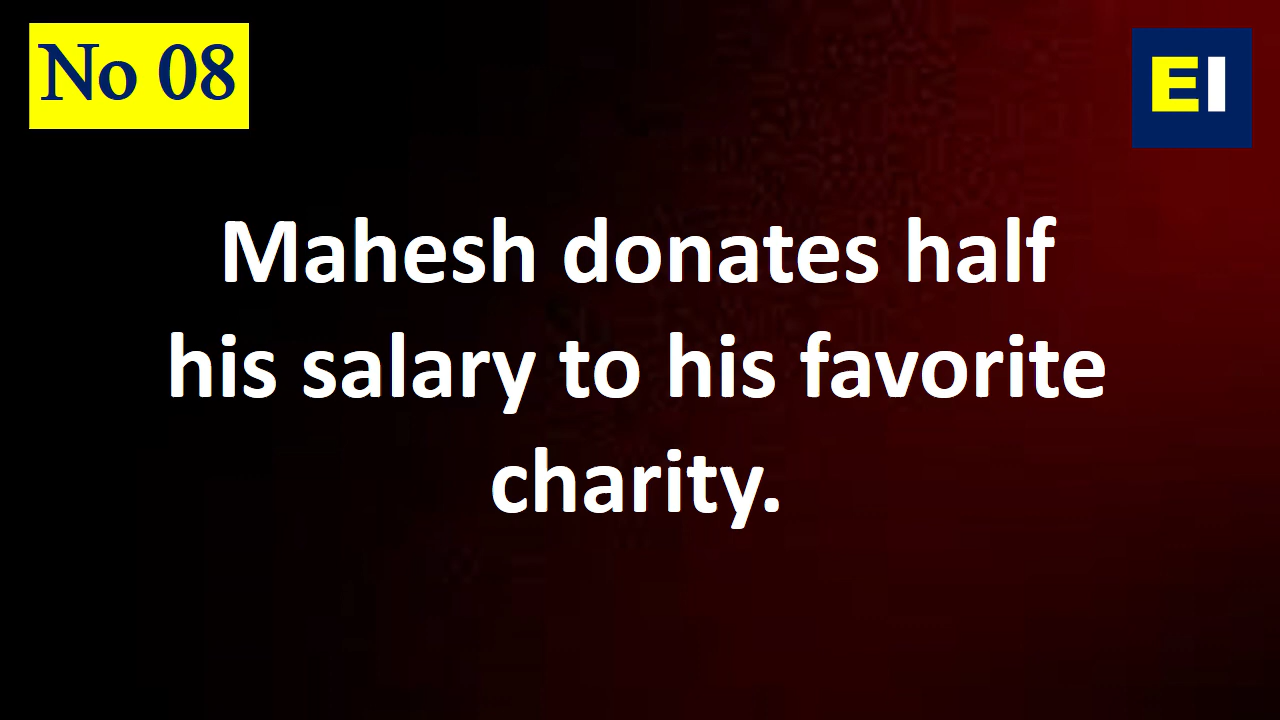 No 08
EI
Mahesh donates half
his salary to his favorite
charity.